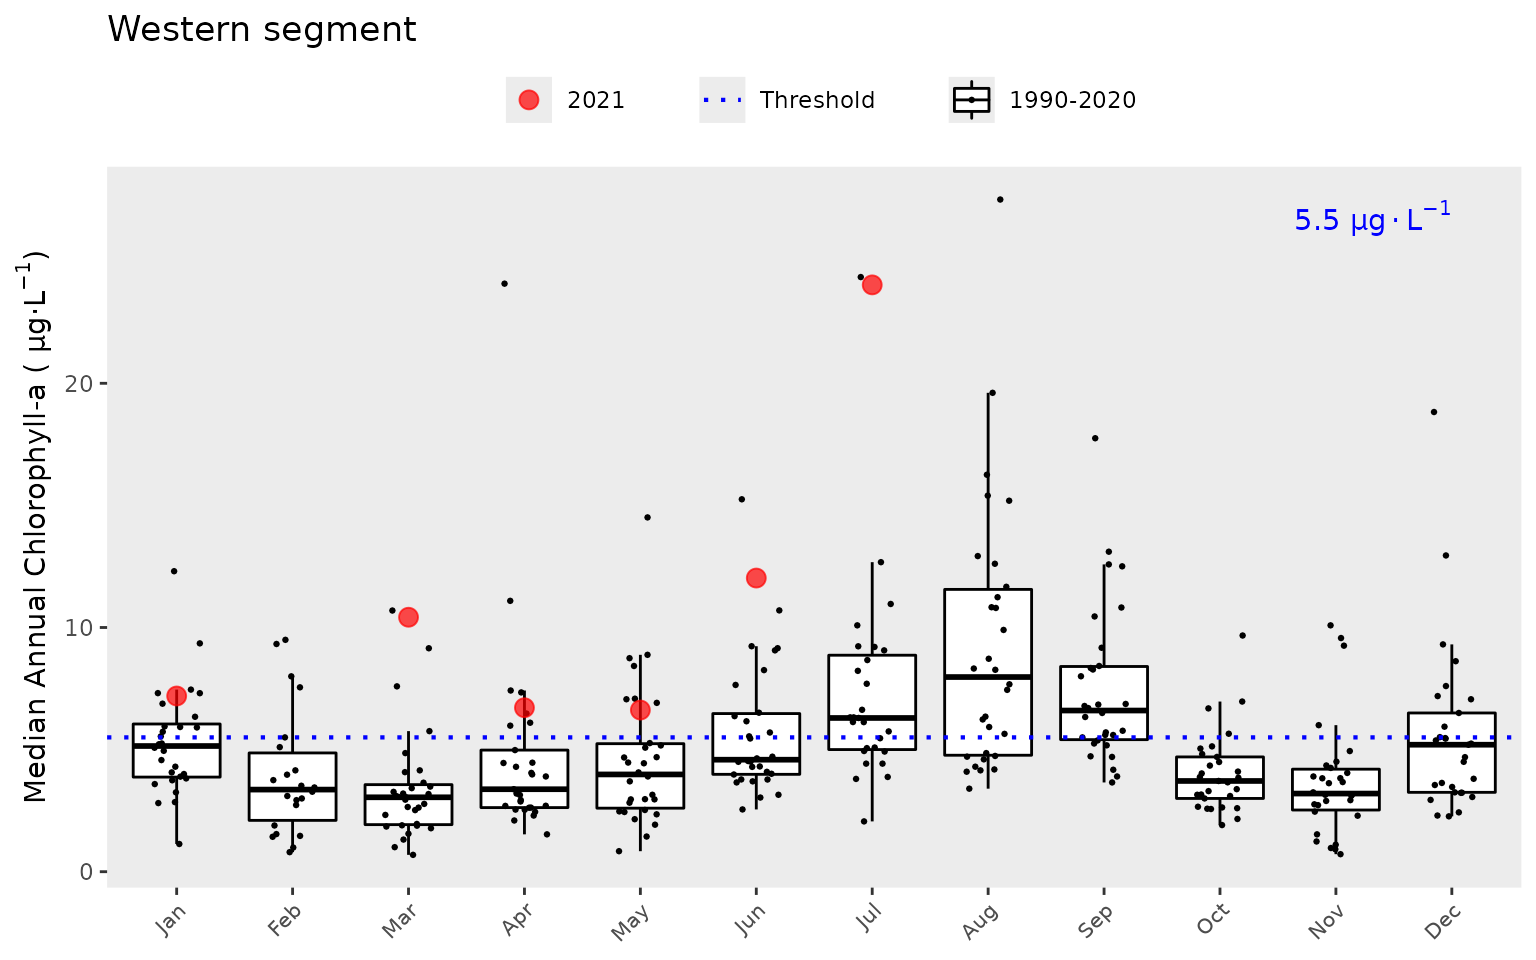 Western segment
2021 Threshold 1990-2020
5.5 µg·L⁻¹
Median Annual Chlorophyll-a ( µg·L⁻¹)
20
10
0
Jan Feb Mar Apr May Jun Jul Aug Sep Oct Nov Dec